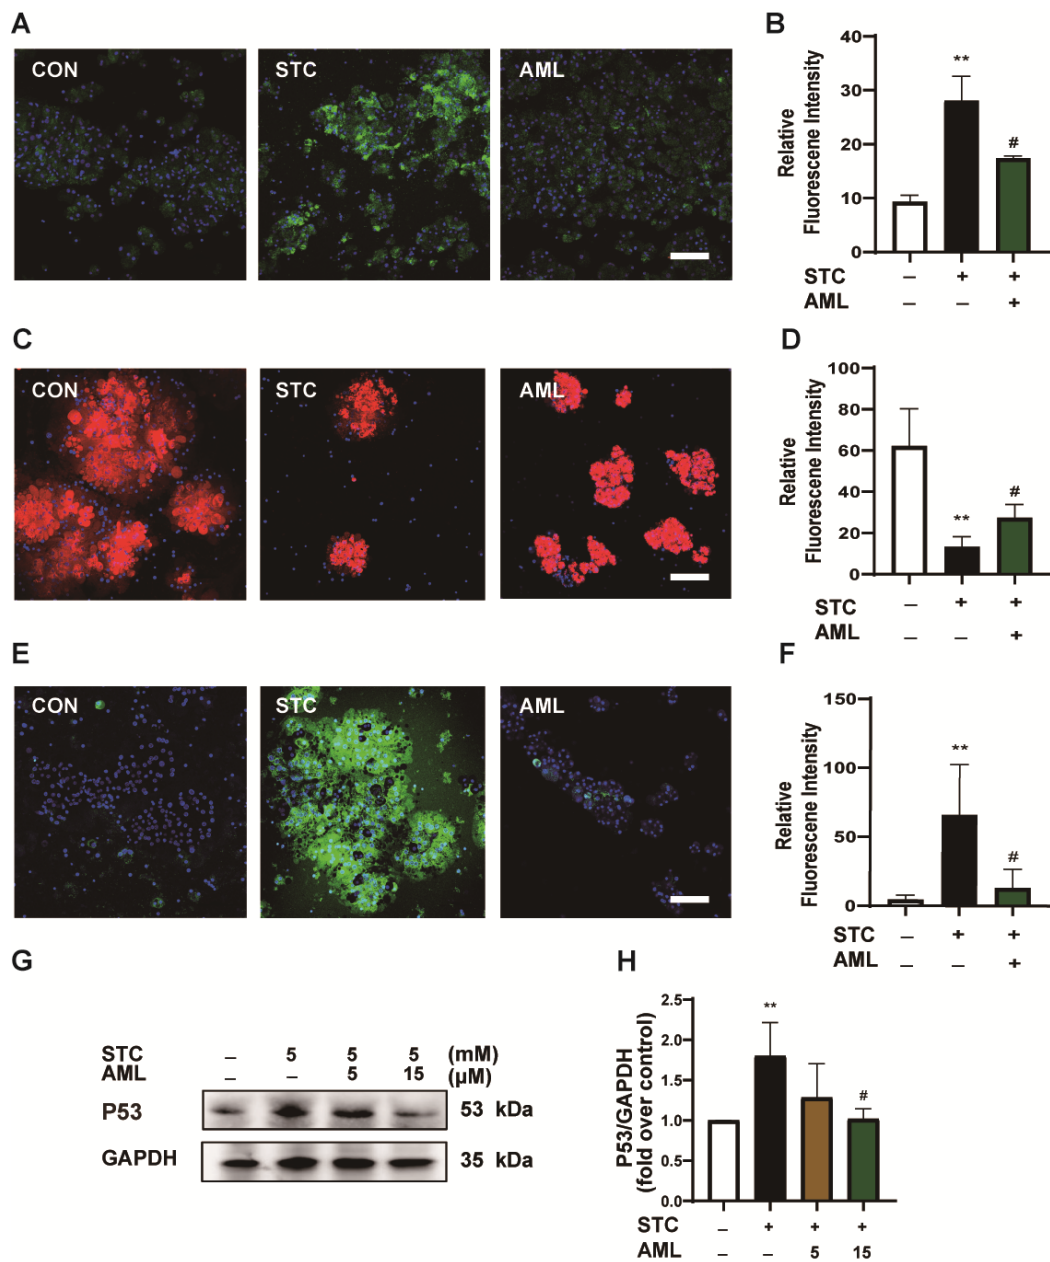 A
CON
STC
AML
B
Relative
Fluorescene Intensity
40
30
20
10
0
**
#
STC – + +
AML – – +
C
CON
STC
AML
D
Relative
Fluorescene Intensity
100
80
60
40
20
0
**
#
STC – + +
AML – – +
E
CON
STC
AML
F
Relative
Fluorescene Intensity
150
100
50
0
**
#
STC – + +
AML – – +
G
STC – 5 5 5 (mM)
AML – – 5 15 (μM)
P53 53 kDa
GAPDH 35 kDa
H
P53/GAPDH
(fold over control)
2.5
2.0
1.5
1.0
0.5
0.0
**
#
STC – + + +
AML – – 5 15